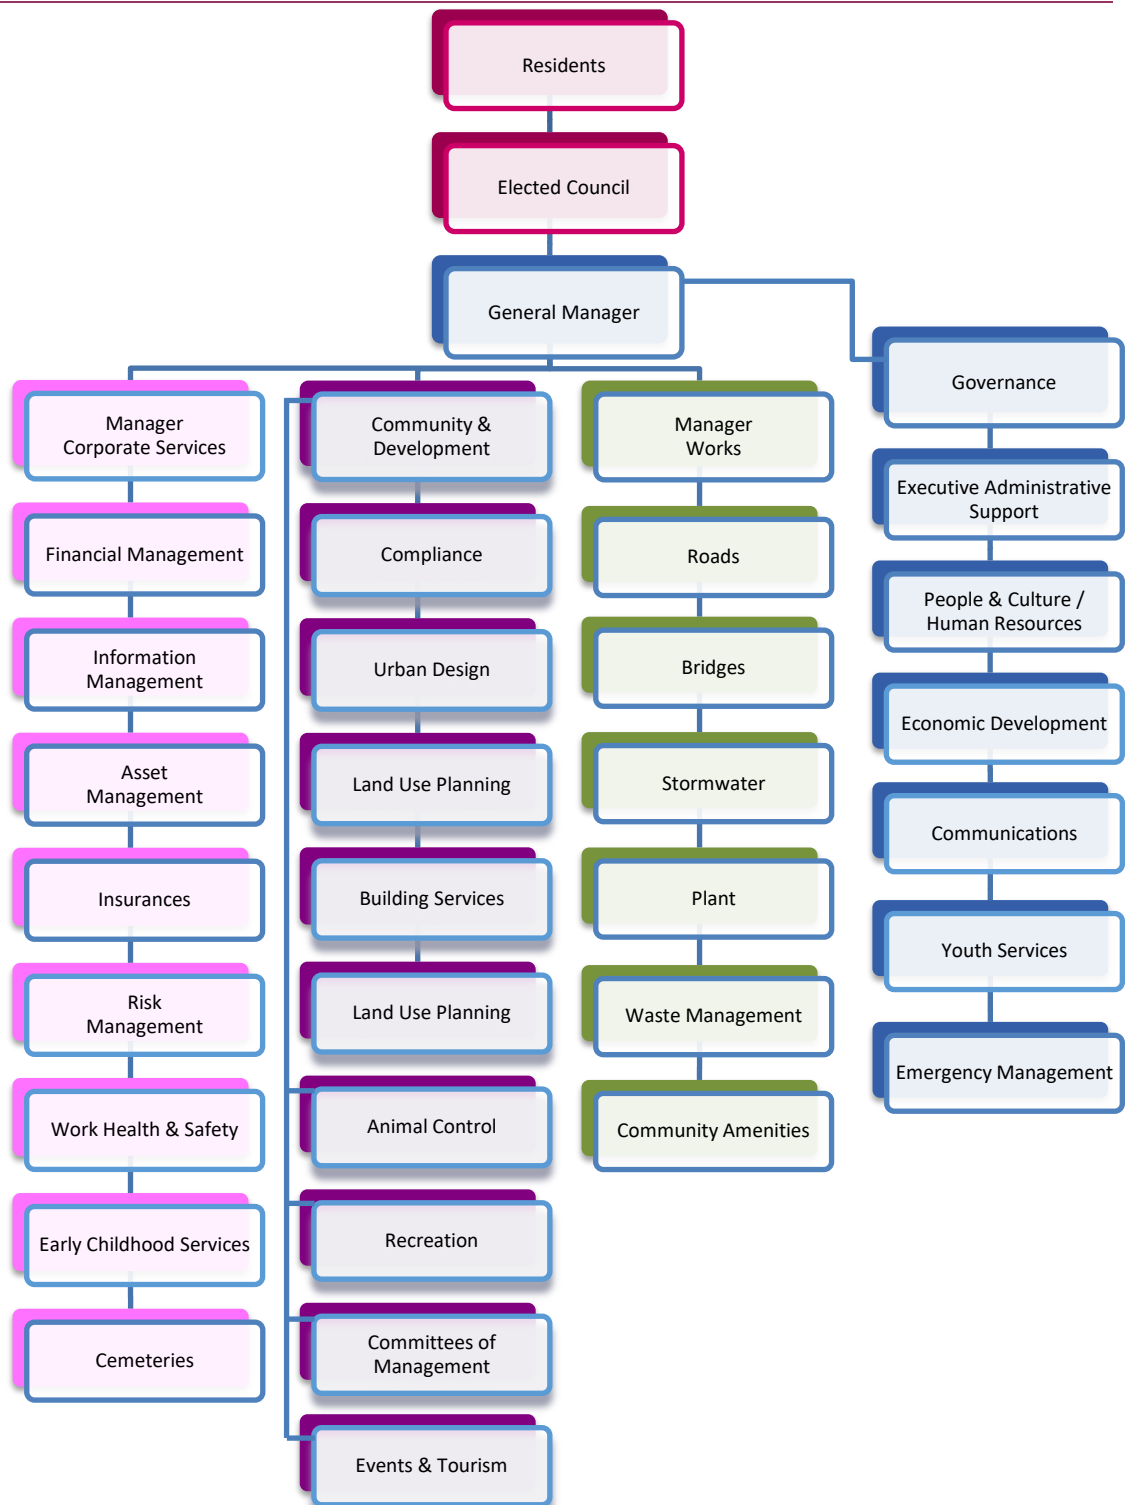 Residents
Elected Council
General Manager
Manager
Corporate Services
Financial Management
Information
Management
Asset
Management
Insurances
Risk
Management
Work Health & Safety
Early Childhood Services
Cemeteries
Community &
Development
Compliance
Urban Design
Land Use Planning
Building Services
Land Use Planning
Animal Control
Recreation
Committees of
Management
Events & Tourism
Manager
Works
Roads
Bridges
Stormwater
Plant
Waste Management
Community Amenities
Governance
Executive Administrative
Support
People & Culture /
Human Resources
Economic Development
Communications
Youth Services
Emergency Management